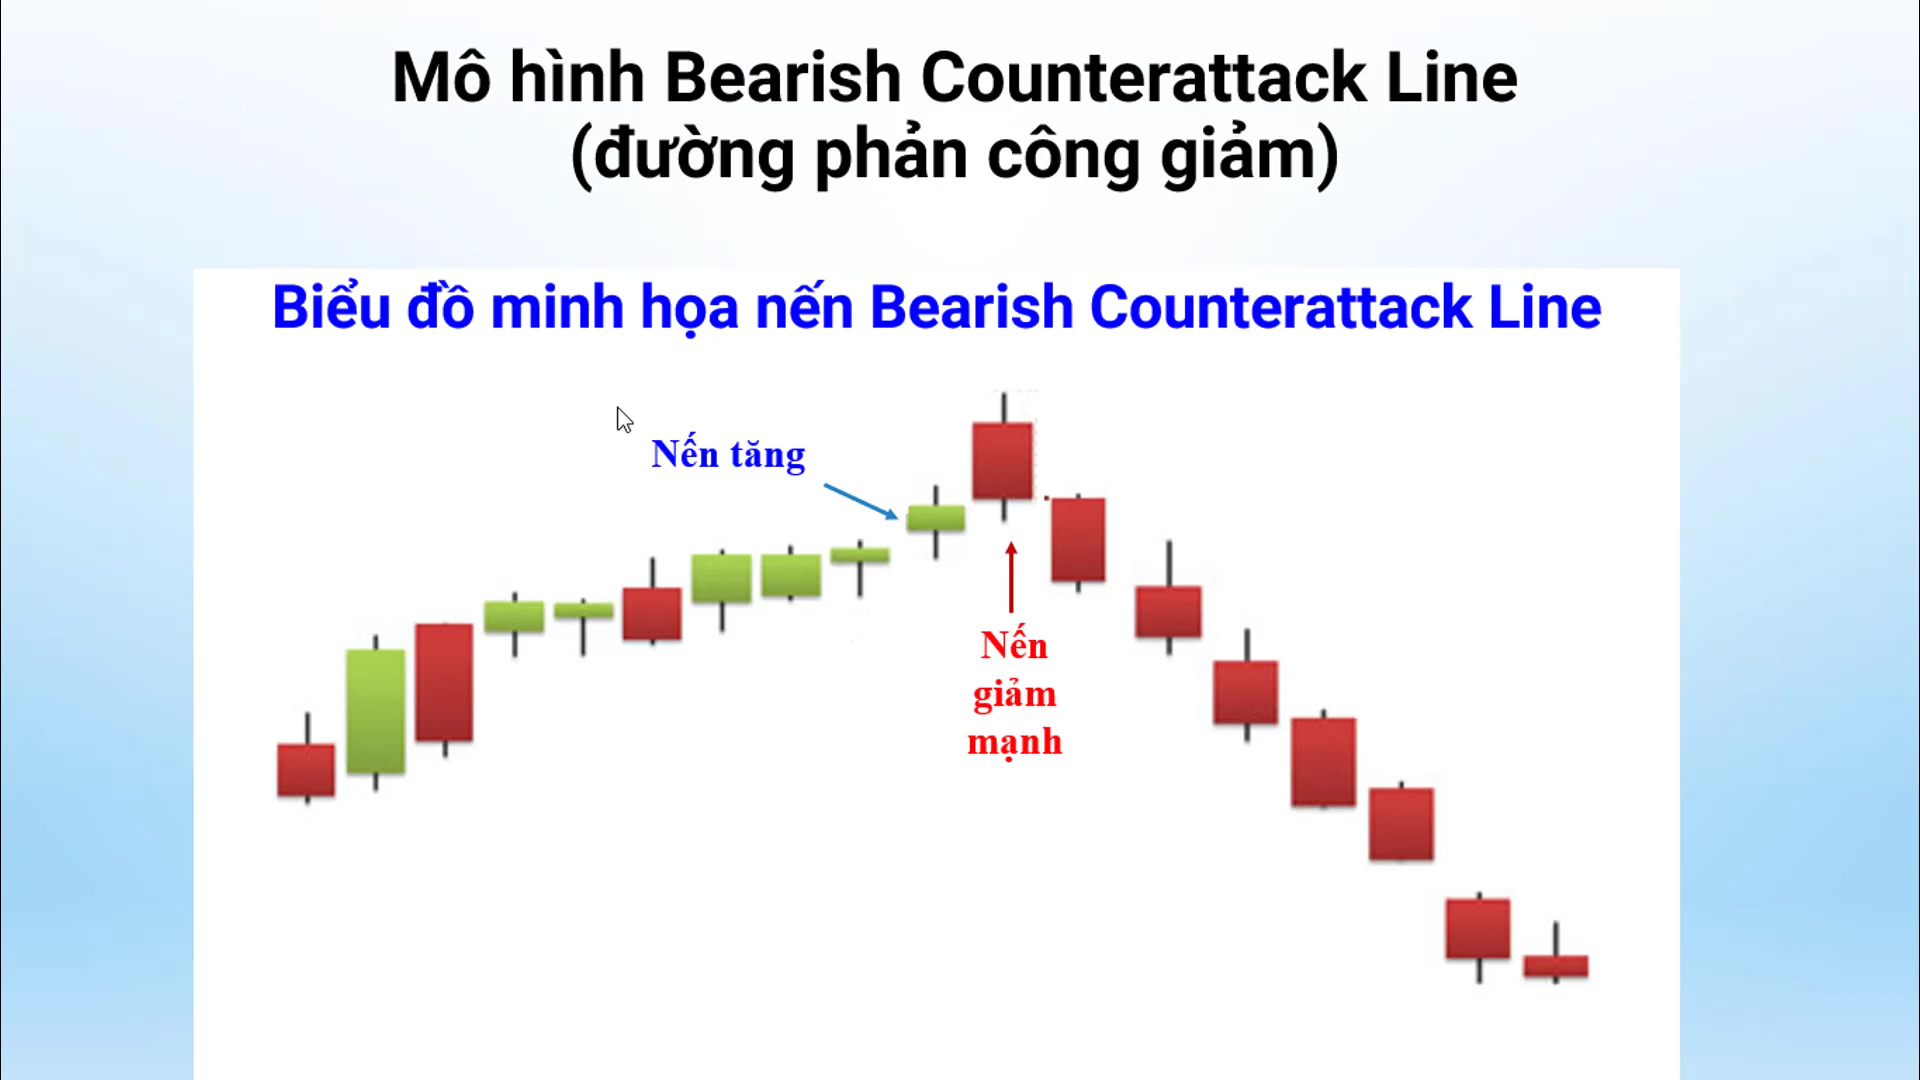 Mô hình Bearish Counterattack Line
(đường phản công giảm)
Biểu đồ minh họa nến Bearish Counterattack Line
Nến tăng
Nến
giảm
mạnh